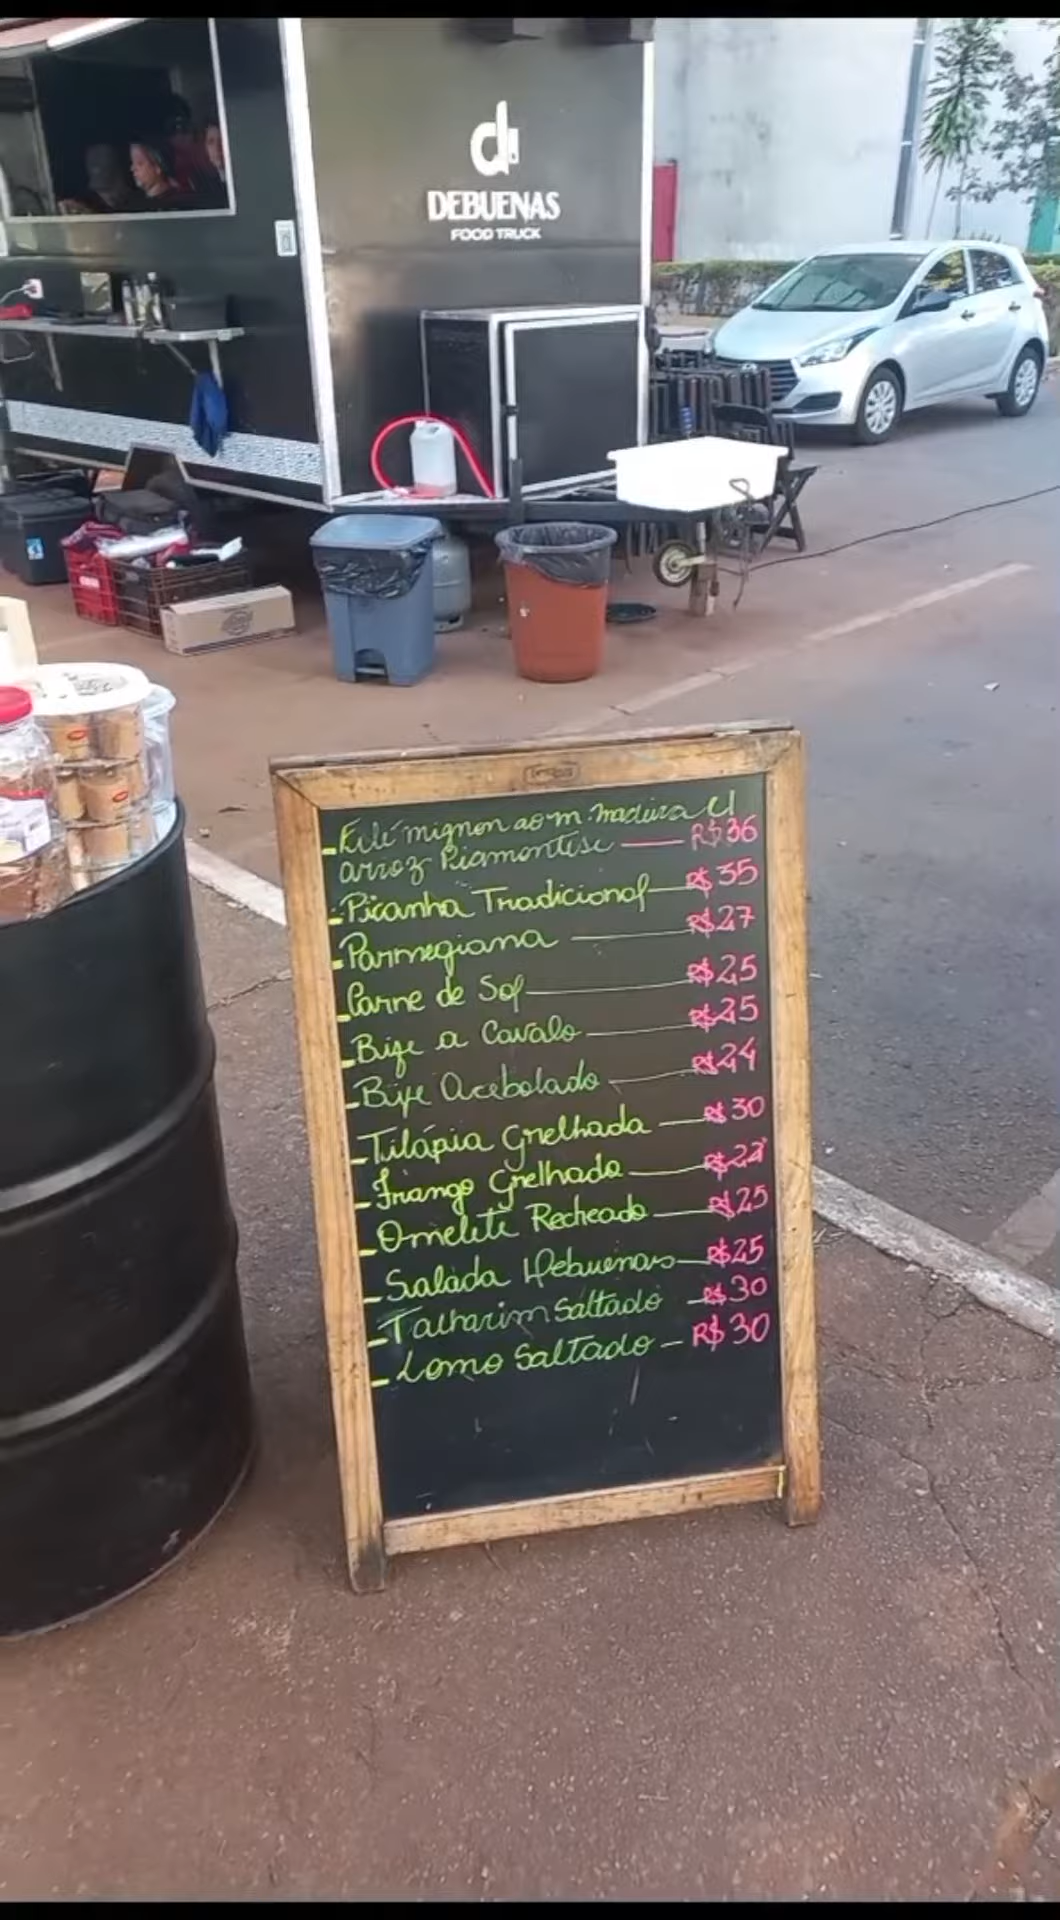 d
DEBUENAS
FOOD TRUCK
Filé mignon ao m. madeira c/
arroz Piamontese — R$36
Picanha Tradicional — R$35
Parmegiana — R$27
Carne de Sol — R$25
Bife a Cavalo — R$25
Bife Acebolado — R$24
Tilápia Grelhada — R$30
Frango Grelhado — R$22
Omelete Recheado — R$25
Salada Debuenas — R$25
Talharim Saltado — R$30
Lomo Saltado — R$30